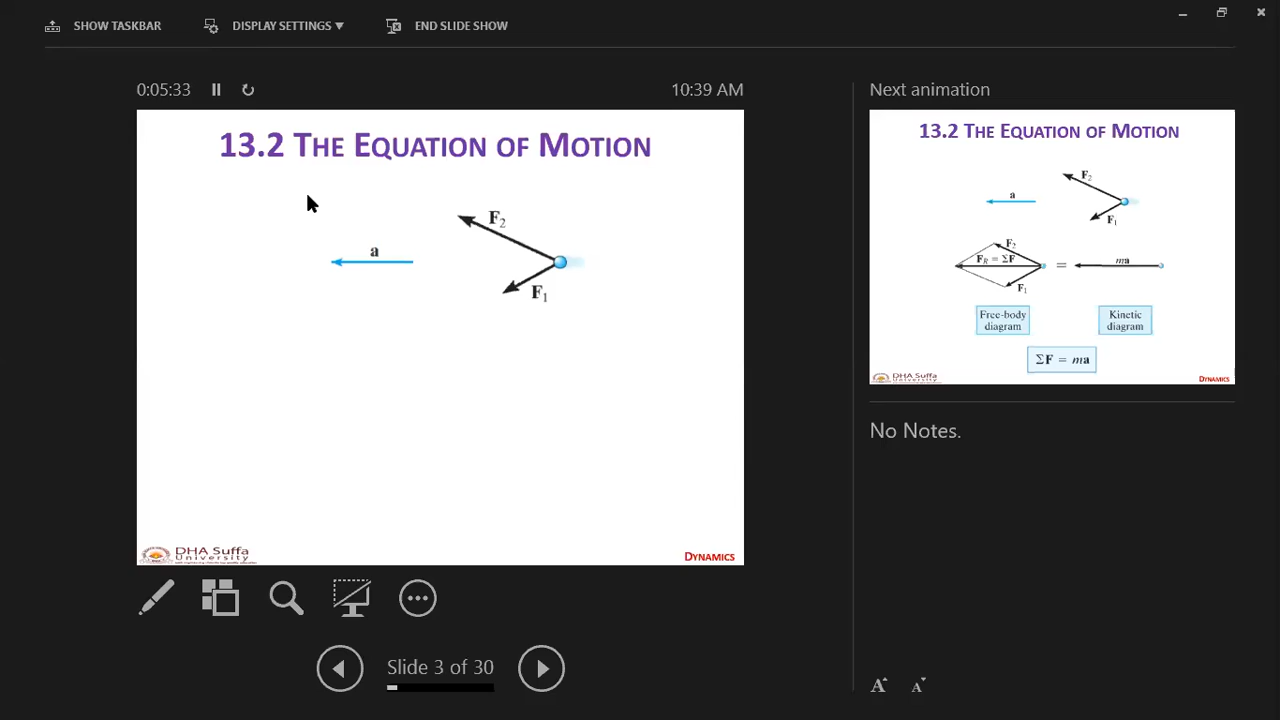 SHOW TASKBAR
DISPLAY SETTINGS
END SLIDE SHOW
0:05:33
10:39 AM
13.2 THE EQUATION OF MOTION
F2
a
F1
DHA Suffa
University
DYNAMICS
Slide 3 of 30
Next animation
13.2 THE EQUATION OF MOTION
F2
a
F1
F2
FR = ΣF = ma
F1
Free-body Kinetic
diagram diagram
ΣF = ma
DHA Suffa
University
DYNAMICS
No Notes.
A A